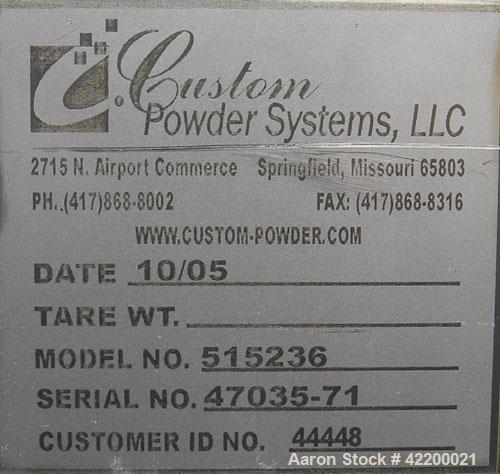 Custom
Powder Systems, LLC
2715 N. Airport Commerce Springfield, Missouri 65803
PH..(417)868-8002 FAX: (417)868-8316
WWW.CUSTOM-POWDER.COM
DATE 10/05
TARE WT.
MODEL NO. 515236
SERIAL NO. 47035-71
CUSTOMER ID NO. 44448
Aaron Stock # 42200021